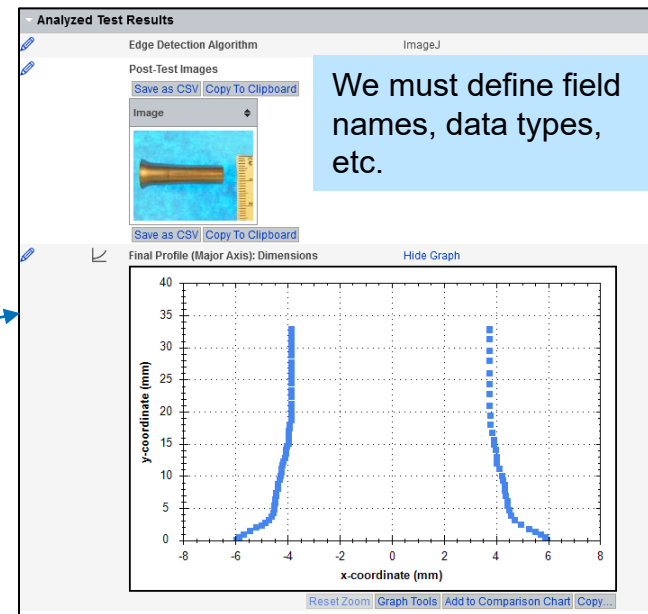 Analyzed Test Results
Edge Detection Algorithm ImageJ
Post-Test Images
Save as CSV Copy To Clipboard
Image
Save as CSV Copy To Clipboard
We must define field
names, data types,
etc.
Final Profile (Major Axis): Dimensions Hide Graph
40
30
25
20
15
10
5
0
-8 -6 -4 -2 0 2 4 6 8
y-coordinate (mm)
x-coordinate (mm)
Reset Zoom Graph Tools Add to Comparison Chart Copy...